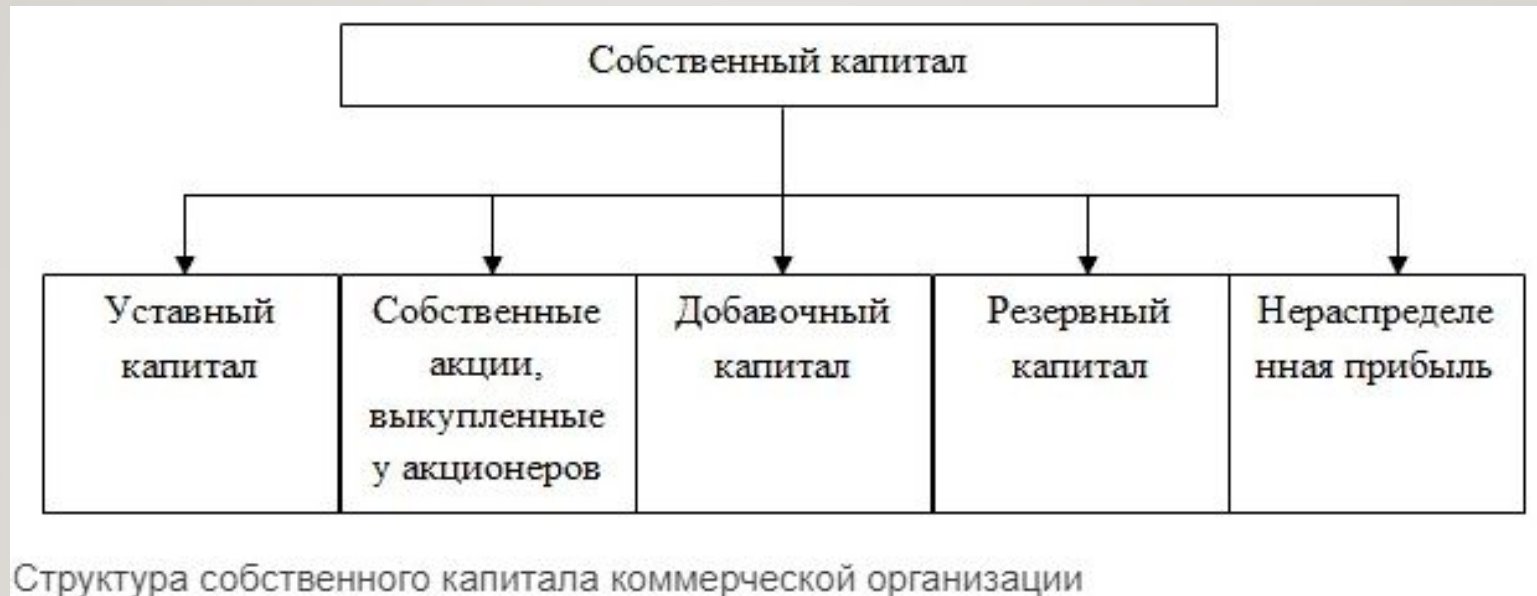 Собственный капитал
Уставный
капитал
Собственные
акции,
выкупленные
у акционеров
Добавочный
капитал
Резервный
капитал
Нераспределе
нная прибыль
Структура собственного капитала коммерческой организации